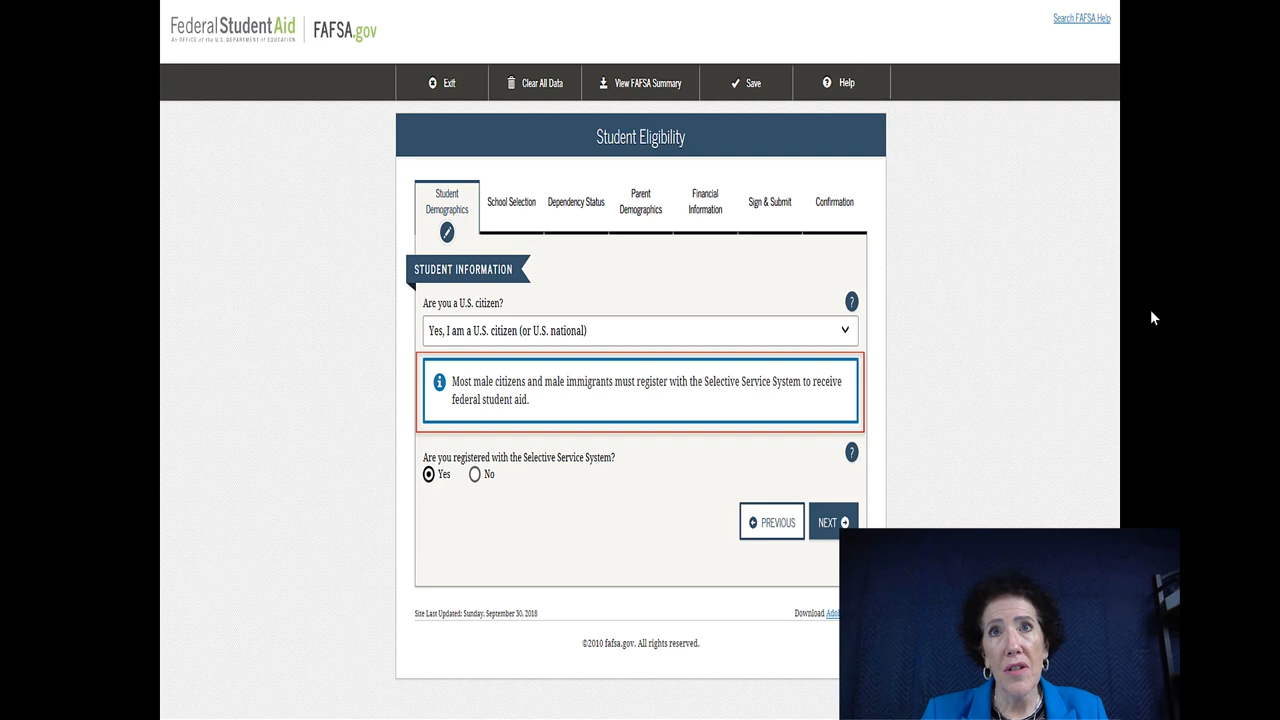 Federal Student Aid
An OFFICE of the U.S. DEPARTMENT of EDUCATION
FAFSA.gov
Search FAFSA Help
Exit
Clear All Data
View FAFSA Summary
Save
Help
Student Eligibility
Student
Demographics
School Selection
Dependency Status
Parent
Demographics
Financial
Information
Sign & Submit
Confirmation
STUDENT INFORMATION
Are you a U.S. citizen?
?
Yes, I am a U.S. citizen (or U.S. national)
i
Most male citizens and male immigrants must register with the Selective Service System to receive
federal student aid.
Are you registered with the Selective Service System?
?
Yes
No
PREVIOUS
NEXT
Site Last Updated: Sunday, September 30, 2018
Download Adob
©2010 fafsa.gov. All rights reserved.